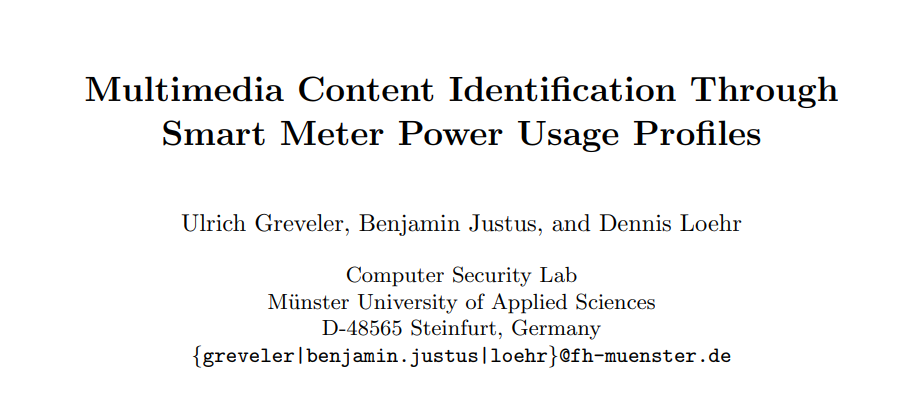 Multimedia Content Identification Through
Smart Meter Power Usage Profiles
Ulrich Greveler, Benjamin Justus, and Dennis Loehr
Computer Security Lab
Münster University of Applied Sciences
D-48565 Steinfurt, Germany
{greveler|benjamin.justus|loehr}@fh-muenster.de